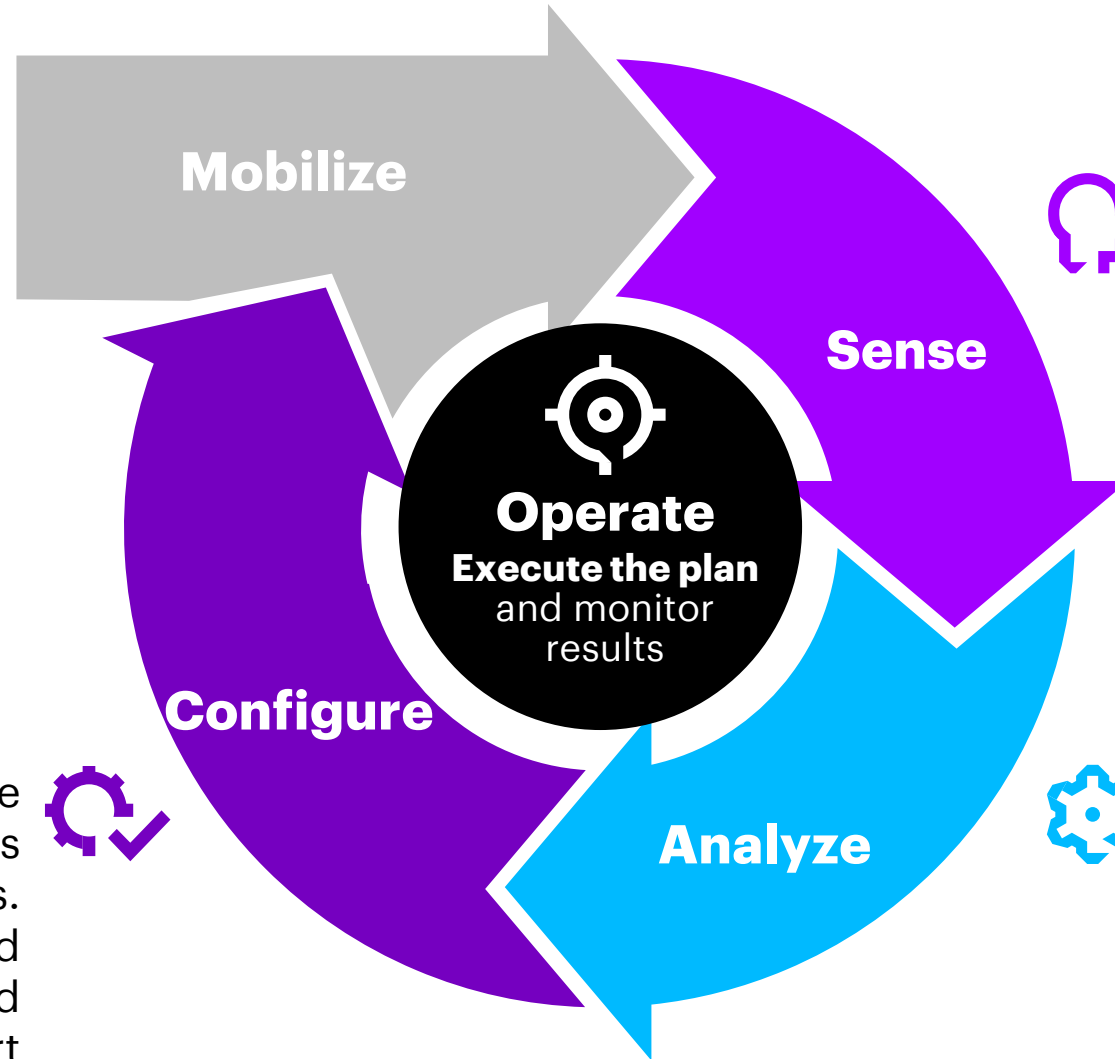 Mobilize
Sense
Operate
Execute the plan
and monitor
results
Configure
Analyze